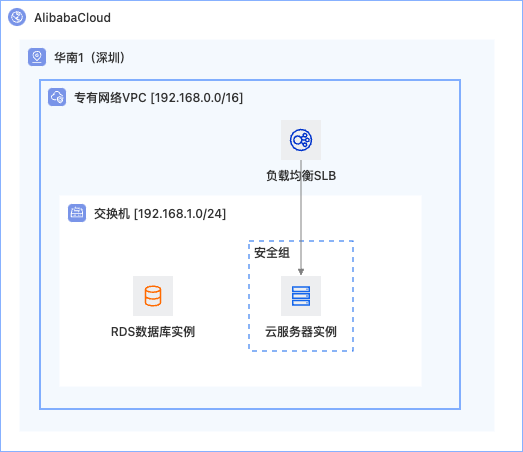 AlibabaCloud
华南1（深圳）
专有网络VPC [192.168.0.0/16]
负载均衡SLB
交换机 [192.168.1.0/24]
安全组
RDS数据库实例
云服务器实例